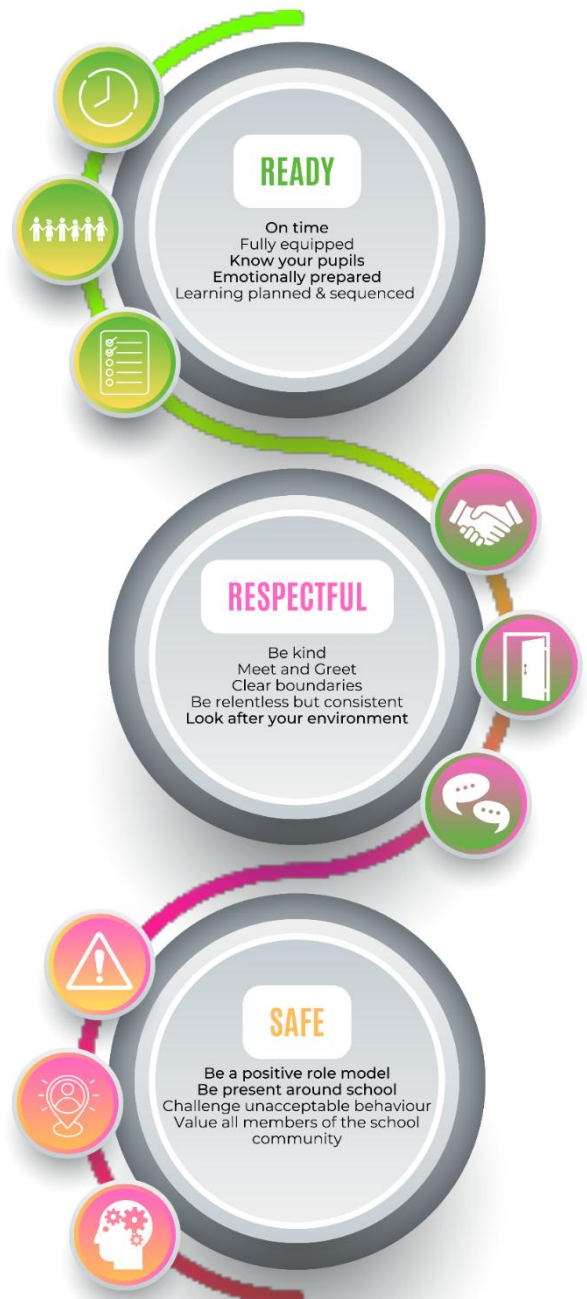 READY
On time
Fully equipped
Know your pupils
Emotionally prepared
Learning planned & sequenced
RESPECTFUL
Be kind
Meet and Greet
Clear boundaries
Be relentless but consistent
Look after your environment
SAFE
Be a positive role model
Be present around school
Challenge unacceptable behaviour
Value all members of the school
community